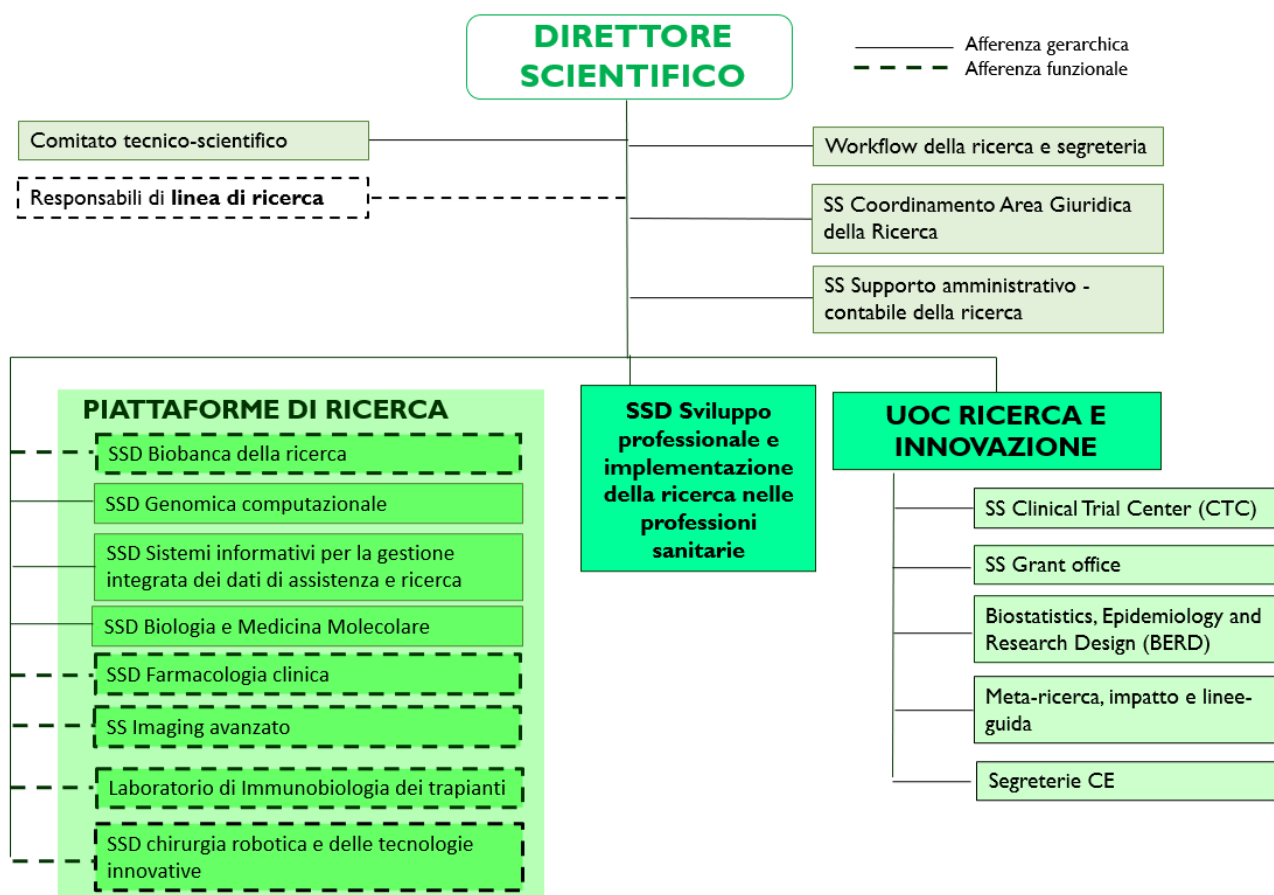 DIRETTORE
SCIENTIFICO
Afferenza gerarchica
Afferenza funzionale
Comitato tecnico-scientifico
Responsabili di linea di ricerca
Workflow della ricerca e segreteria
SS Coordinamento Area Giuridica
della Ricerca
SS Supporto amministrativo -
contabile della ricerca
PIATTAFORME DI RICERCA
SSD Biobanca della ricerca
SSD Genomica computazionale
SSD Sistemi informativi per la gestione
integrata dei dati di assistenza e ricerca
SSD Biologia e Medicina Molecolare
SSD Farmacologia clinica
SS Imaging avanzato
Laboratorio di Immunobiologia dei trapianti
SSD chirurgia robotica e delle tecnologie
innovative
SSD Sviluppo
professionale e
implementazione
della ricerca nelle
professioni
sanitarie
UOC RICERCA E
INNOVAZIONE
SS Clinical Trial Center (CTC)
SS Grant office
Biostatistics, Epidemiology and
Research Design (BERD)
Meta-ricerca, impatto e linee-
guida
Segreterie CE